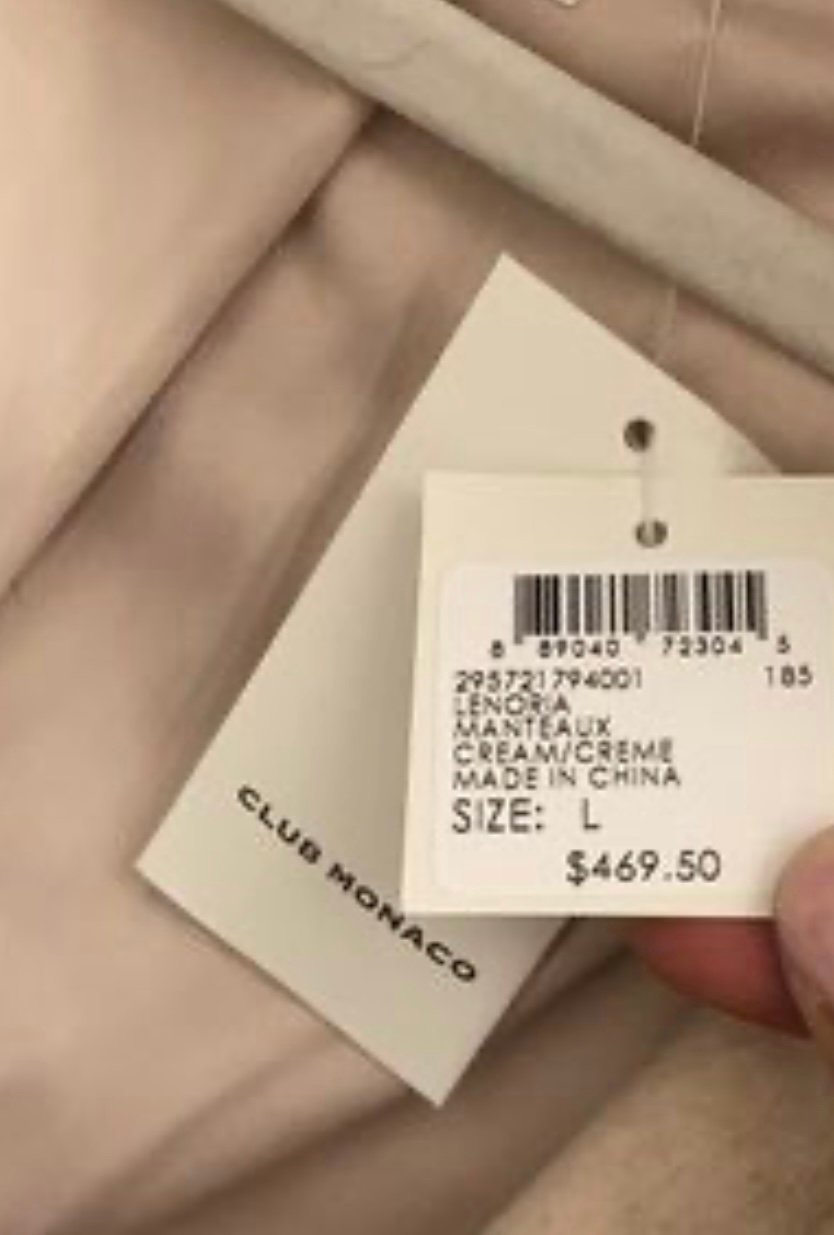 8 89040 72304 5
295721794001 185
LENORIA
MANTEAUX
CREAM/CREME
MADE IN CHINA
SIZE: L
$469.50
CLUB MONACO